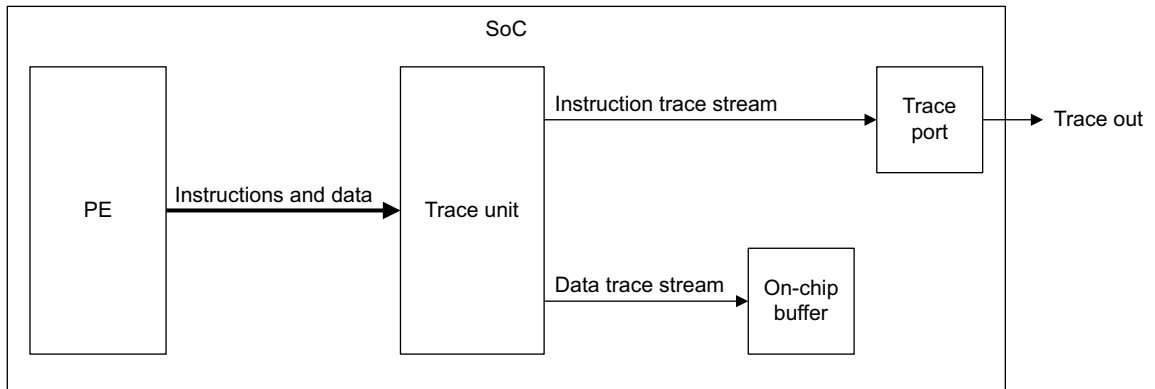 SoC
Instruction trace stream
Trace
port
Trace out
Instructions and data
PE
Trace unit
Data trace stream
On-chip
buffer